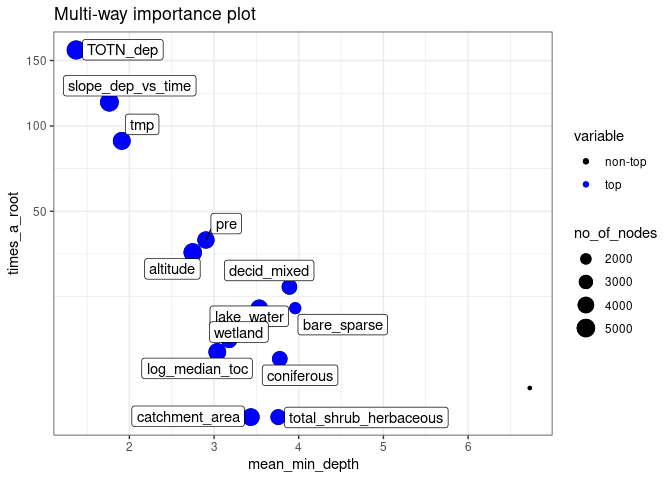 Multi-way importance plot
TOTN_dep
slope_dep_vs_time
tmp
pre
altitude
decid_mixed
lake_water
bare_sparse
wetland
log_median_toc
coniferous
catchment_area
total_shrub_herbaceous
150
100
50
times_a_root
2 3 4 5 6
mean_min_depth
variable
non-top
top
no_of_nodes
2000
3000
4000
5000